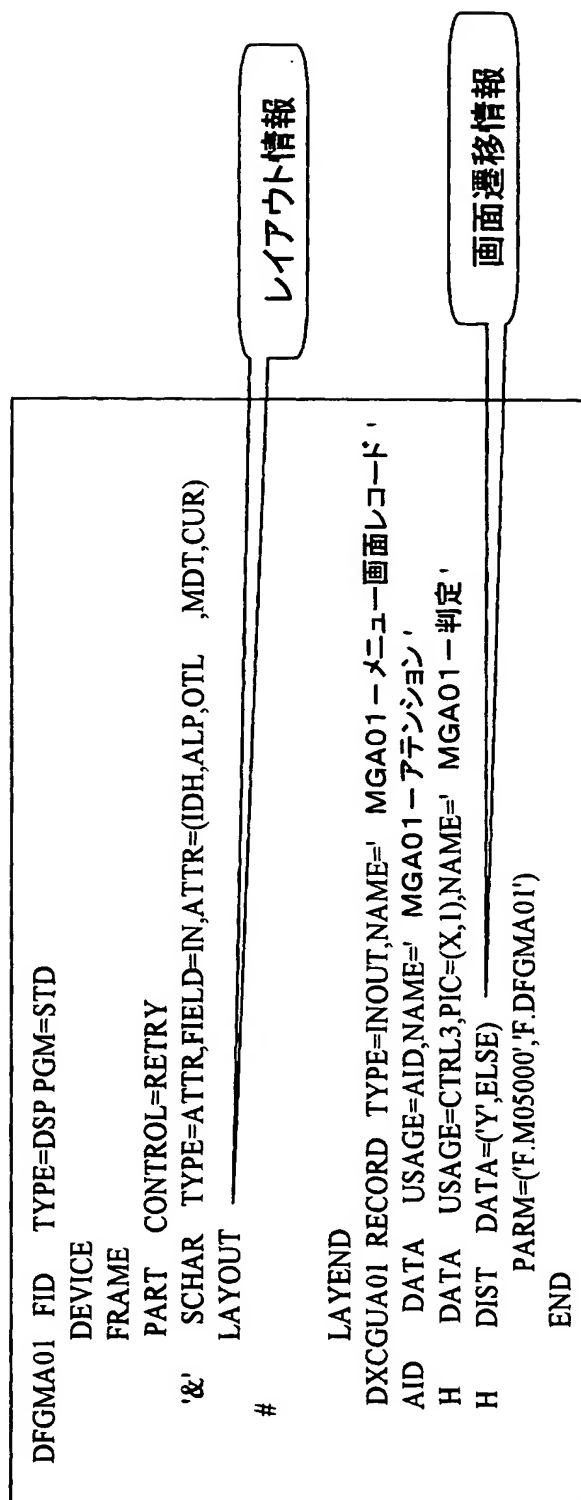 DFGMA01 FID TYPE=DSP PGM=STD
DEVICE
FRAME
PART CONTROL=RETRY
'&' SCHAR TYPE=ATTR,FIELD=IN,ATTR=(IDH,ALP,OTL ,MDT,CUR)
LAYOUT
レイアウト情報
#
LAYEND
DXCGUA01 RECORD TYPE=INOUT,NAME=' MGA01－メニュー画面レコード '
AID DATA USAGE=AID,NAME=' MGA01－アテンション '
H DATA USAGE=CTRL3,PIC=(X,1),NAME=' MGA01－判定 '
H DIST DATA=('Y',ELSE)
画面遷移情報
PARM=('F.M05000','F.DFGMA01')
END